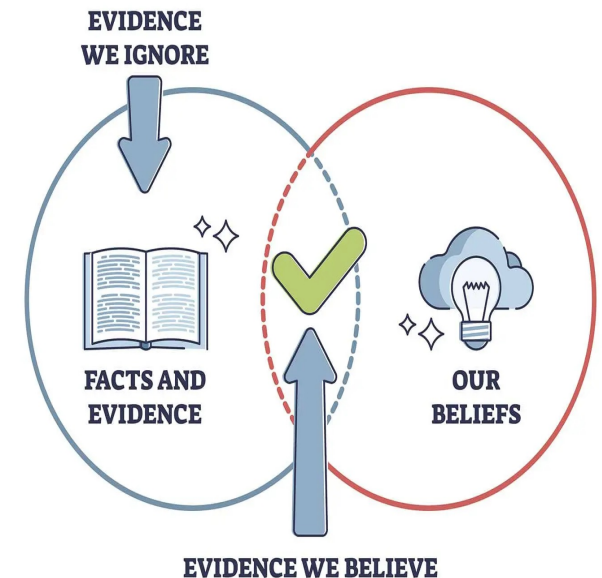 EVIDENCE
WE IGNORE
FACTS AND
EVIDENCE
OUR
BELIEFS
EVIDENCE WE BELIEVE